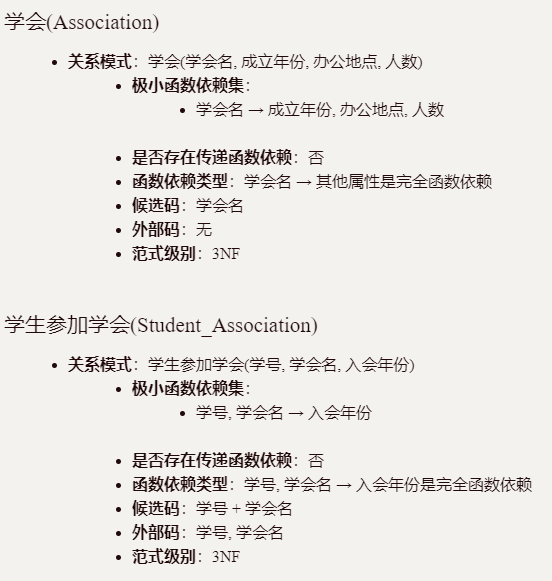 学会(Association)
关系模式：学会(学会名, 成立年份, 办公地点, 人数)
极小函数依赖集：
学会名 → 成立年份, 办公地点, 人数
是否存在传递函数依赖：否
函数依赖类型：学会名 → 其他属性是完全函数依赖
候选码：学会名
外部码：无
范式级别：3NF
学生参加学会(Student_Association)
关系模式：学生参加学会(学号, 学会名, 入会年份)
极小函数依赖集：
学号, 学会名 → 入会年份
是否存在传递函数依赖：否
函数依赖类型：学号, 学会名 → 入会年份是完全函数依赖
候选码：学号 + 学会名
外部码：学号, 学会名
范式级别：3NF